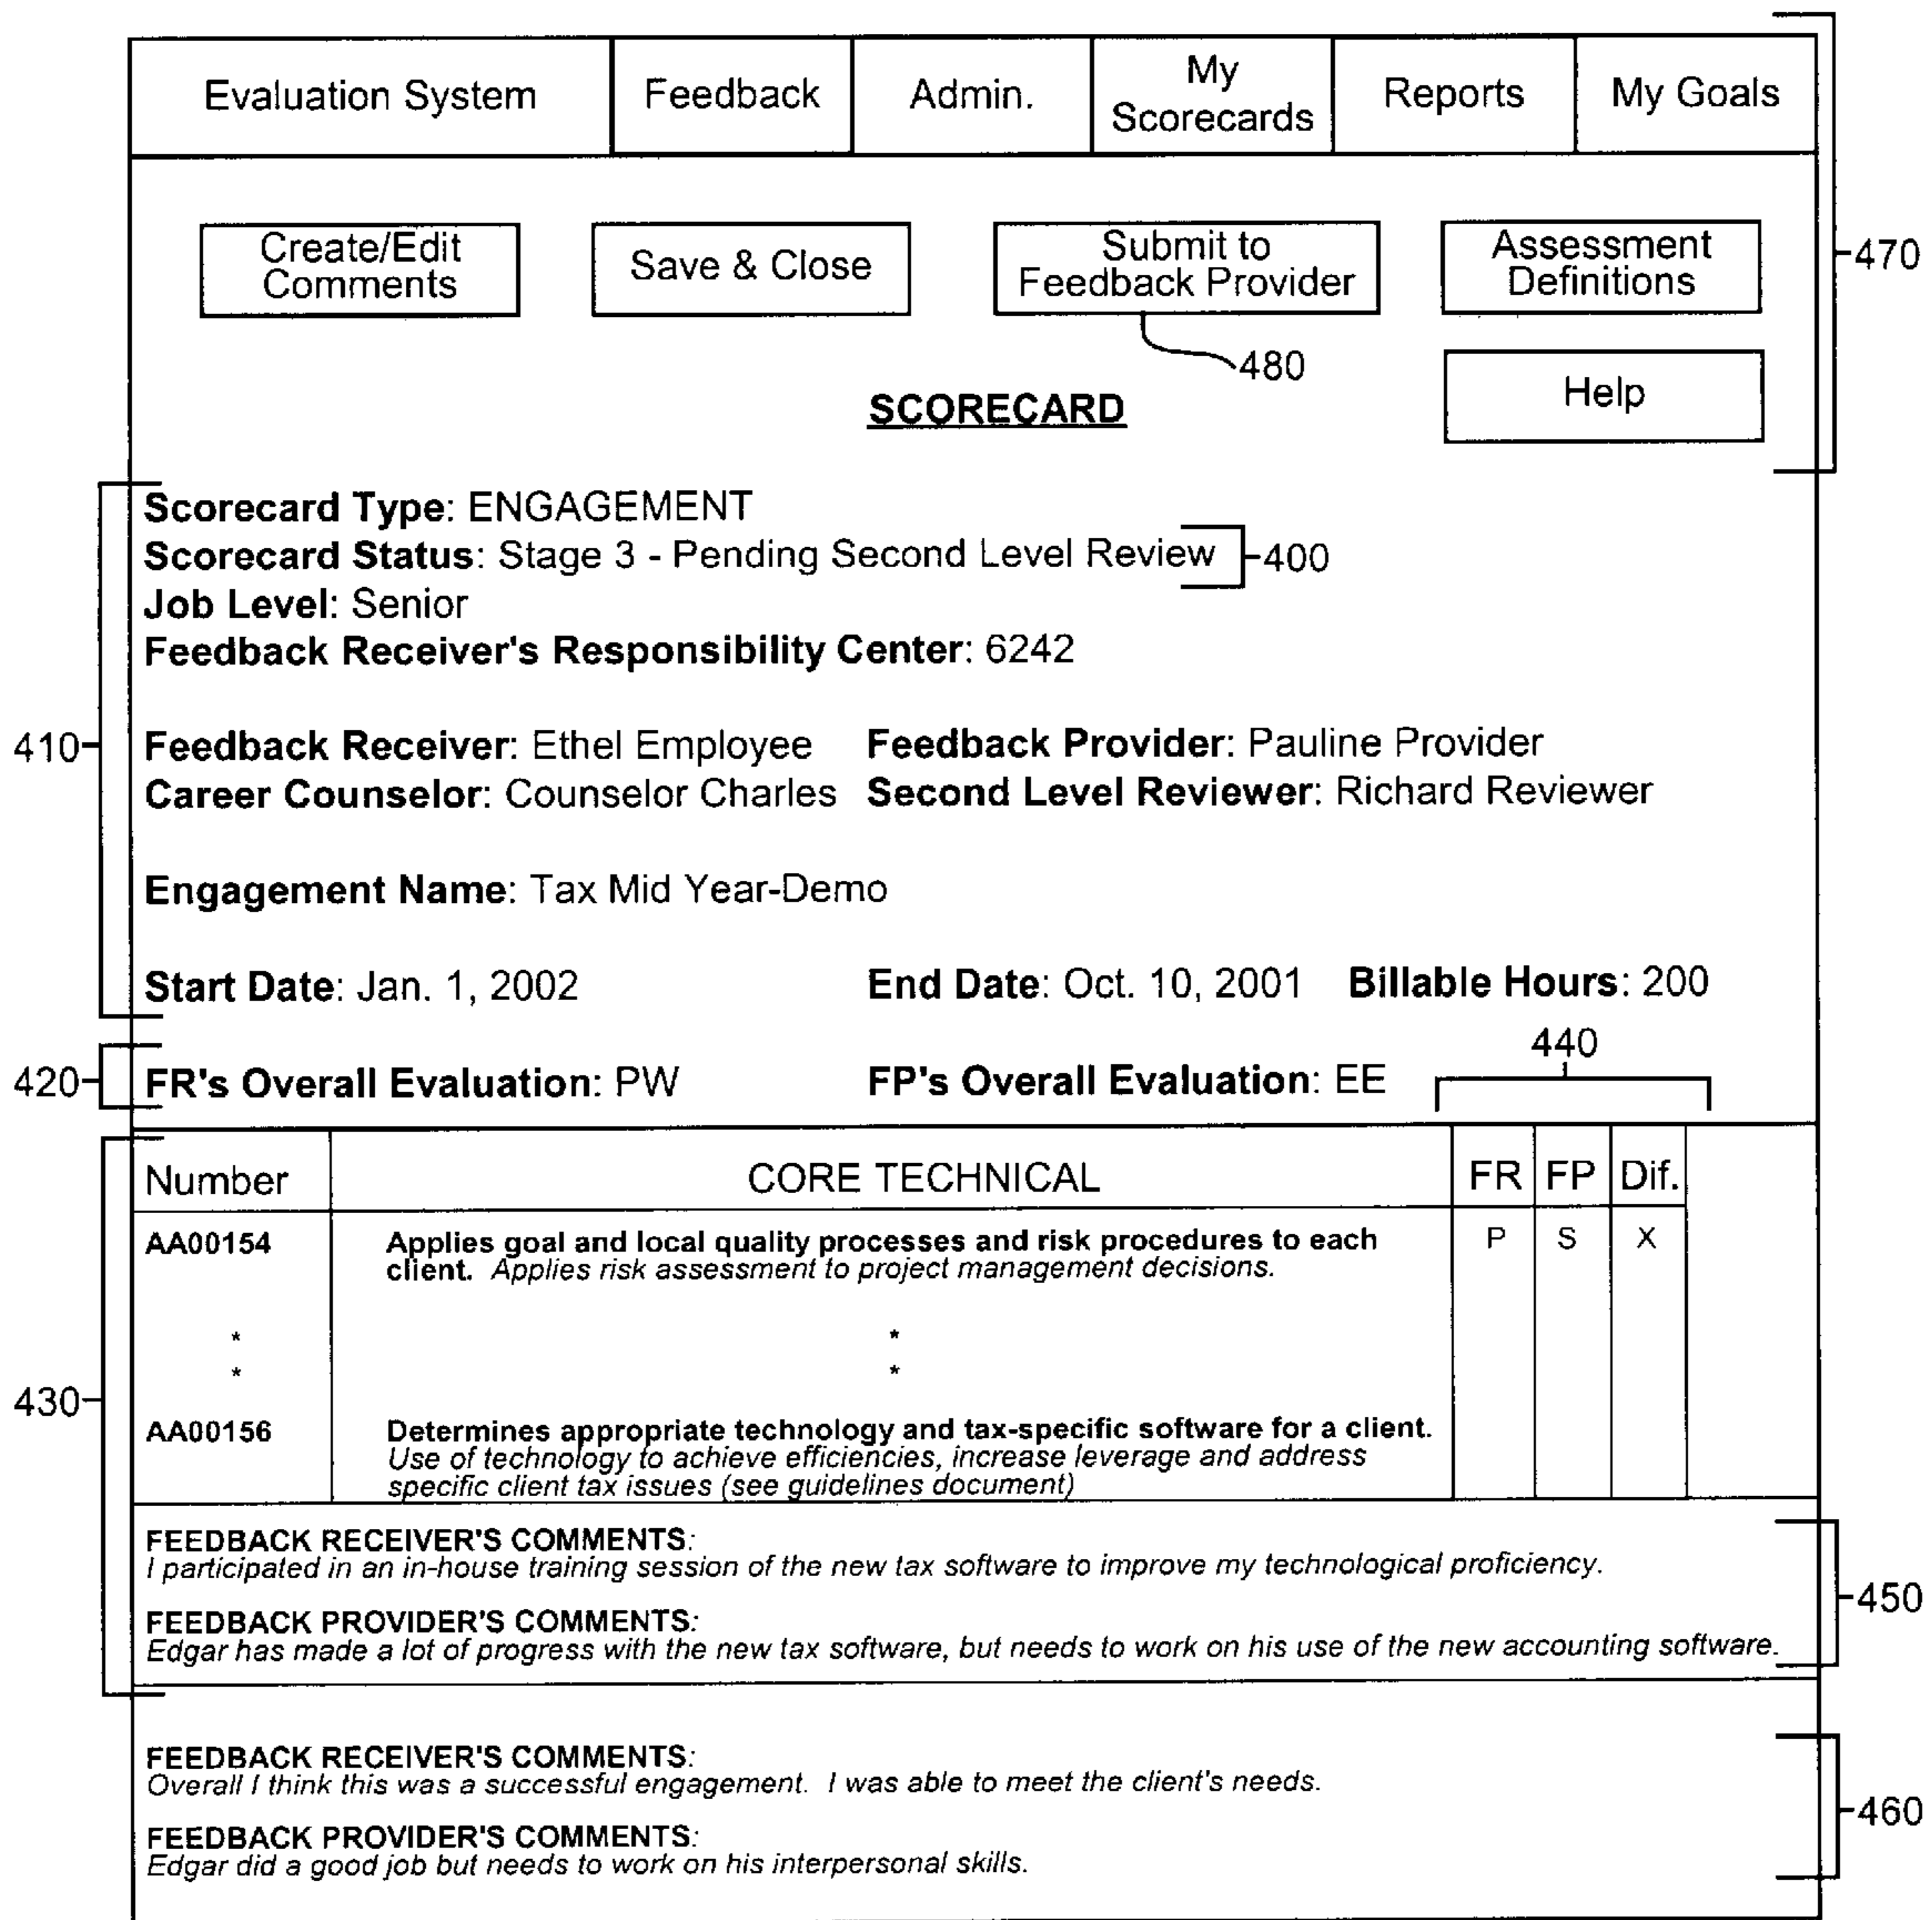 Evaluation System Feedback Admin. My Scorecards Reports My Goals
Create/Edit Comments Save & Close Submit to Feedback Provider Assessment Definitions
470
480
Help
SCORECARD
Scorecard Type: ENGAGEMENT
Scorecard Status: Stage 3 - Pending Second Level Review 400
Job Level: Senior
Feedback Receiver's Responsibility Center: 6242
410
Feedback Receiver: Ethel Employee Feedback Provider: Pauline Provider
Career Counselor: Counselor Charles Second Level Reviewer: Richard Reviewer
Engagement Name: Tax Mid Year-Demo
Start Date: Jan. 1, 2002 End Date: Oct. 10, 2001 Billable Hours: 200
440
420 FR's Overall Evaluation: PW FP's Overall Evaluation: EE
Number CORE TECHNICAL FR FP Dif.
AA00154 Applies goal and local quality processes and risk procedures to each P S X
client. Applies risk assessment to project management decisions.
* *
* *
430
AA00156 Determines appropriate technology and tax-specific software for a client.
Use of technology to achieve efficiencies, increase leverage and address
specific client tax issues (see guidelines document)
FEEDBACK RECEIVER'S COMMENTS:
I participated in an in-house training session of the new tax software to improve my technological proficiency.
450
FEEDBACK PROVIDER'S COMMENTS:
Edgar has made a lot of progress with the new tax software, but needs to work on his use of the new accounting software.
FEEDBACK RECEIVER'S COMMENTS:
Overall I think this was a successful engagement. I was able to meet the client's needs.
460
FEEDBACK PROVIDER'S COMMENTS:
Edgar did a good job but needs to work on his interpersonal skills.